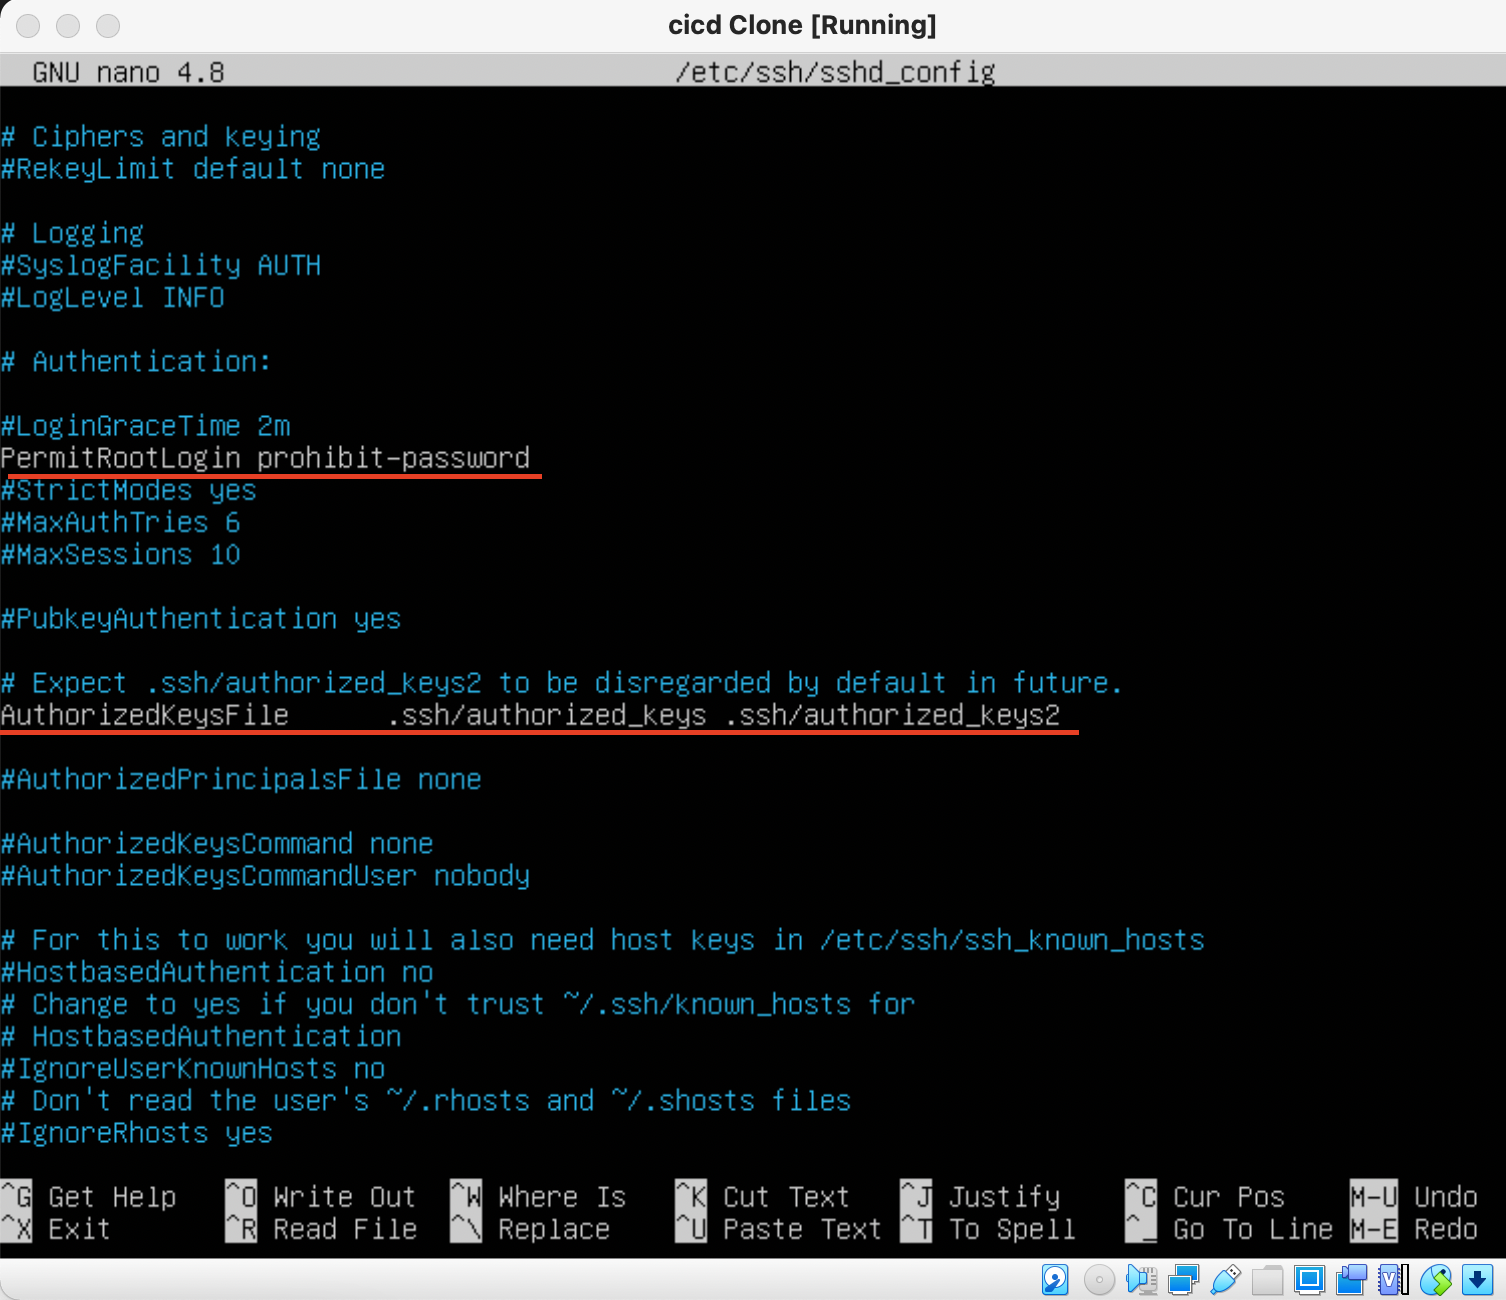 cicd Clone [Running]
GNU nano 4.8 /etc/ssh/sshd_config
# Ciphers and keying
#RekeyLimit default none
# Logging
#SyslogFacility AUTH
#LogLevel INFO
# Authentication:
#LoginGraceTime 2m
PermitRootLogin prohibit-password
#StrictModes yes
#MaxAuthTries 6
#MaxSessions 10
#PubkeyAuthentication yes
# Expect .ssh/authorized_keys2 to be disregarded by default in future.
AuthorizedKeysFile .ssh/authorized_keys .ssh/authorized_keys2
#AuthorizedPrincipalsFile none
#AuthorizedKeysCommand none
#AuthorizedKeysCommandUser nobody
# For this to work you will also need host keys in /etc/ssh/ssh_known_hosts
#HostbasedAuthentication no
# Change to yes if you don't trust ~/.ssh/known_hosts for
# HostbasedAuthentication
#IgnoreUserKnownHosts no
# Don't read the user's ~/.rhosts and ~/.shosts files
#IgnoreRhosts yes
^G Get Help ^O Write Out ^W Where Is ^K Cut Text ^J Justify ^C Cur Pos M-U Undo
^X Exit ^R Read File ^\ Replace ^U Paste Text ^T To Spell ^_ Go To Line M-E Redo